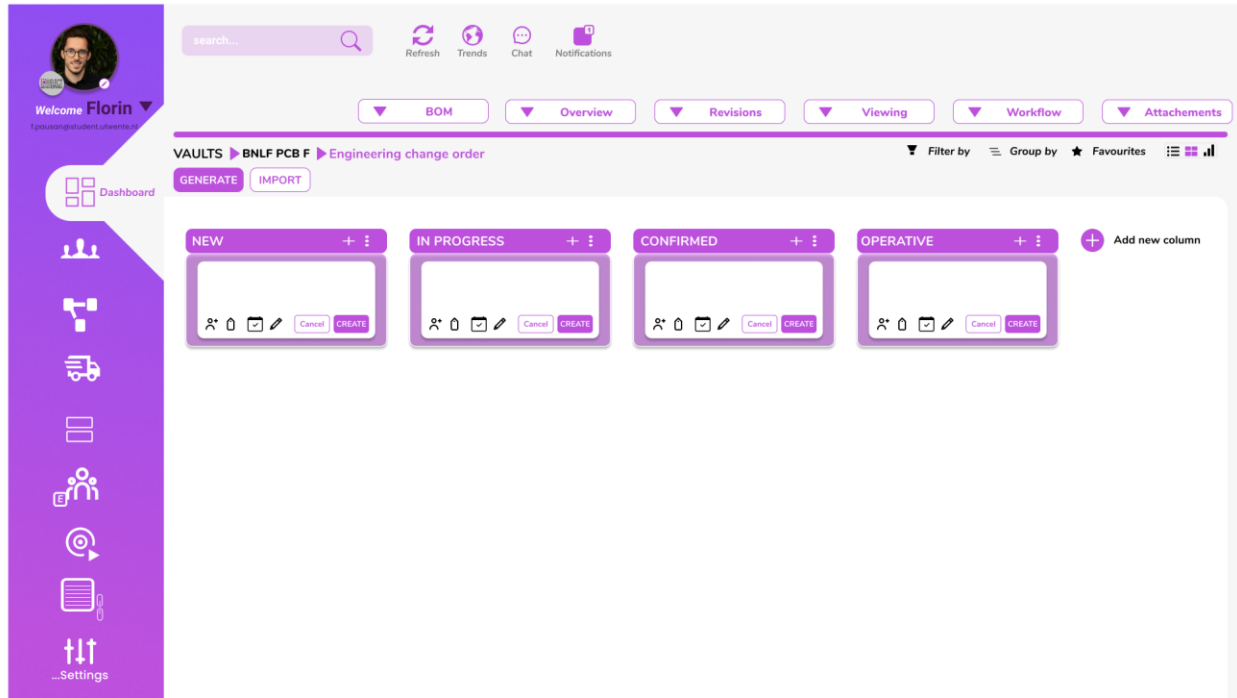 search...
Refresh Trends Chat Notifications
Welcome Florin
f.pausan@student.utwente.nl
BOM Overview Revisions Viewing Workflow Attachements
VAULTS BNLF PCB F Engineering change order
Filter by Group by Favourites
GENERATE IMPORT
Dashboard
NEW IN PROGRESS CONFIRMED OPERATIVE Add new column
Cancel CREATE Cancel CREATE Cancel CREATE Cancel CREATE
E
...Settings